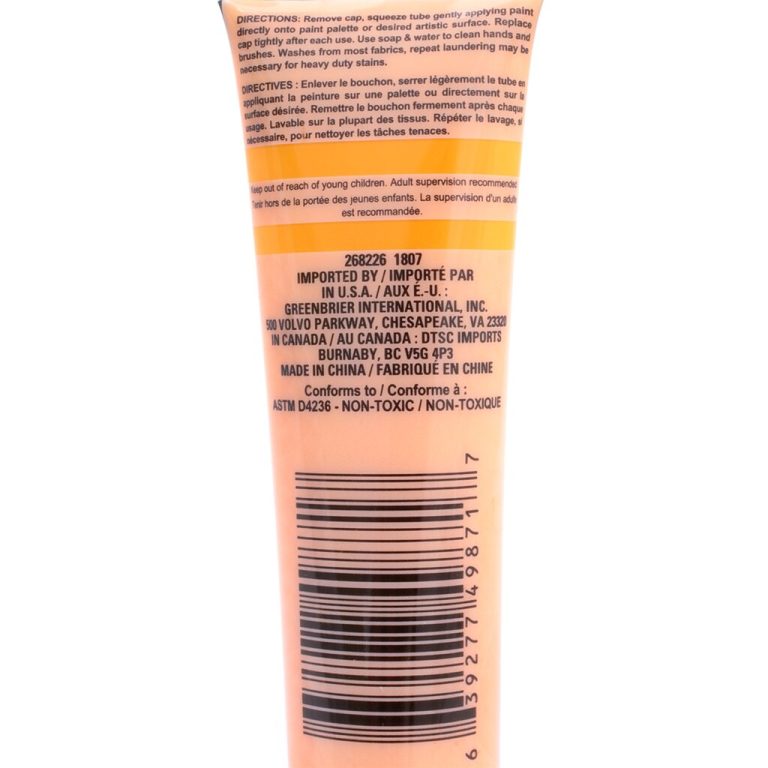 DIRECTIONS: Remove cap, squeeze tube gently applying paint
directly onto paint palette or desired artistic surface. Replace
cap tightly after each use. Use soap & water to clean hands and
brushes. Washes from most fabrics, repeat laundering may be
necessary for heavy duty stains.
DIRECTIVES : Enlever le bouchon, serrer légèrement le tube en
appliquant la peinture sur une palette ou directement sur la
surface désirée. Remettre le bouchon fermement après chaque
usage. Lavable sur la plupart des tissus. Répéter le lavage, si
nécessaire, pour nettoyer les tâches tenaces.
Keep out of reach of young children. Adult supervision recommended
Tenir hors de la portée des jeunes enfants. La supervision d'un adulte
est recommandée.
268226 1807
IMPORTED BY / IMPORTÉ PAR
IN U.S.A. / AUX É.-U. :
GREENBRIER INTERNATIONAL, INC.
500 VOLVO PARKWAY, CHESAPEAKE, VA 23320
IN CANADA / AU CANADA : DTSC IMPORTS
BURNABY, BC V5G 4P3
MADE IN CHINA / FABRIQUÉ EN CHINE
Conforms to / Conforme à :
ASTM D4236 - NON-TOXIC / NON-TOXIQUE
6 39277 49871 7